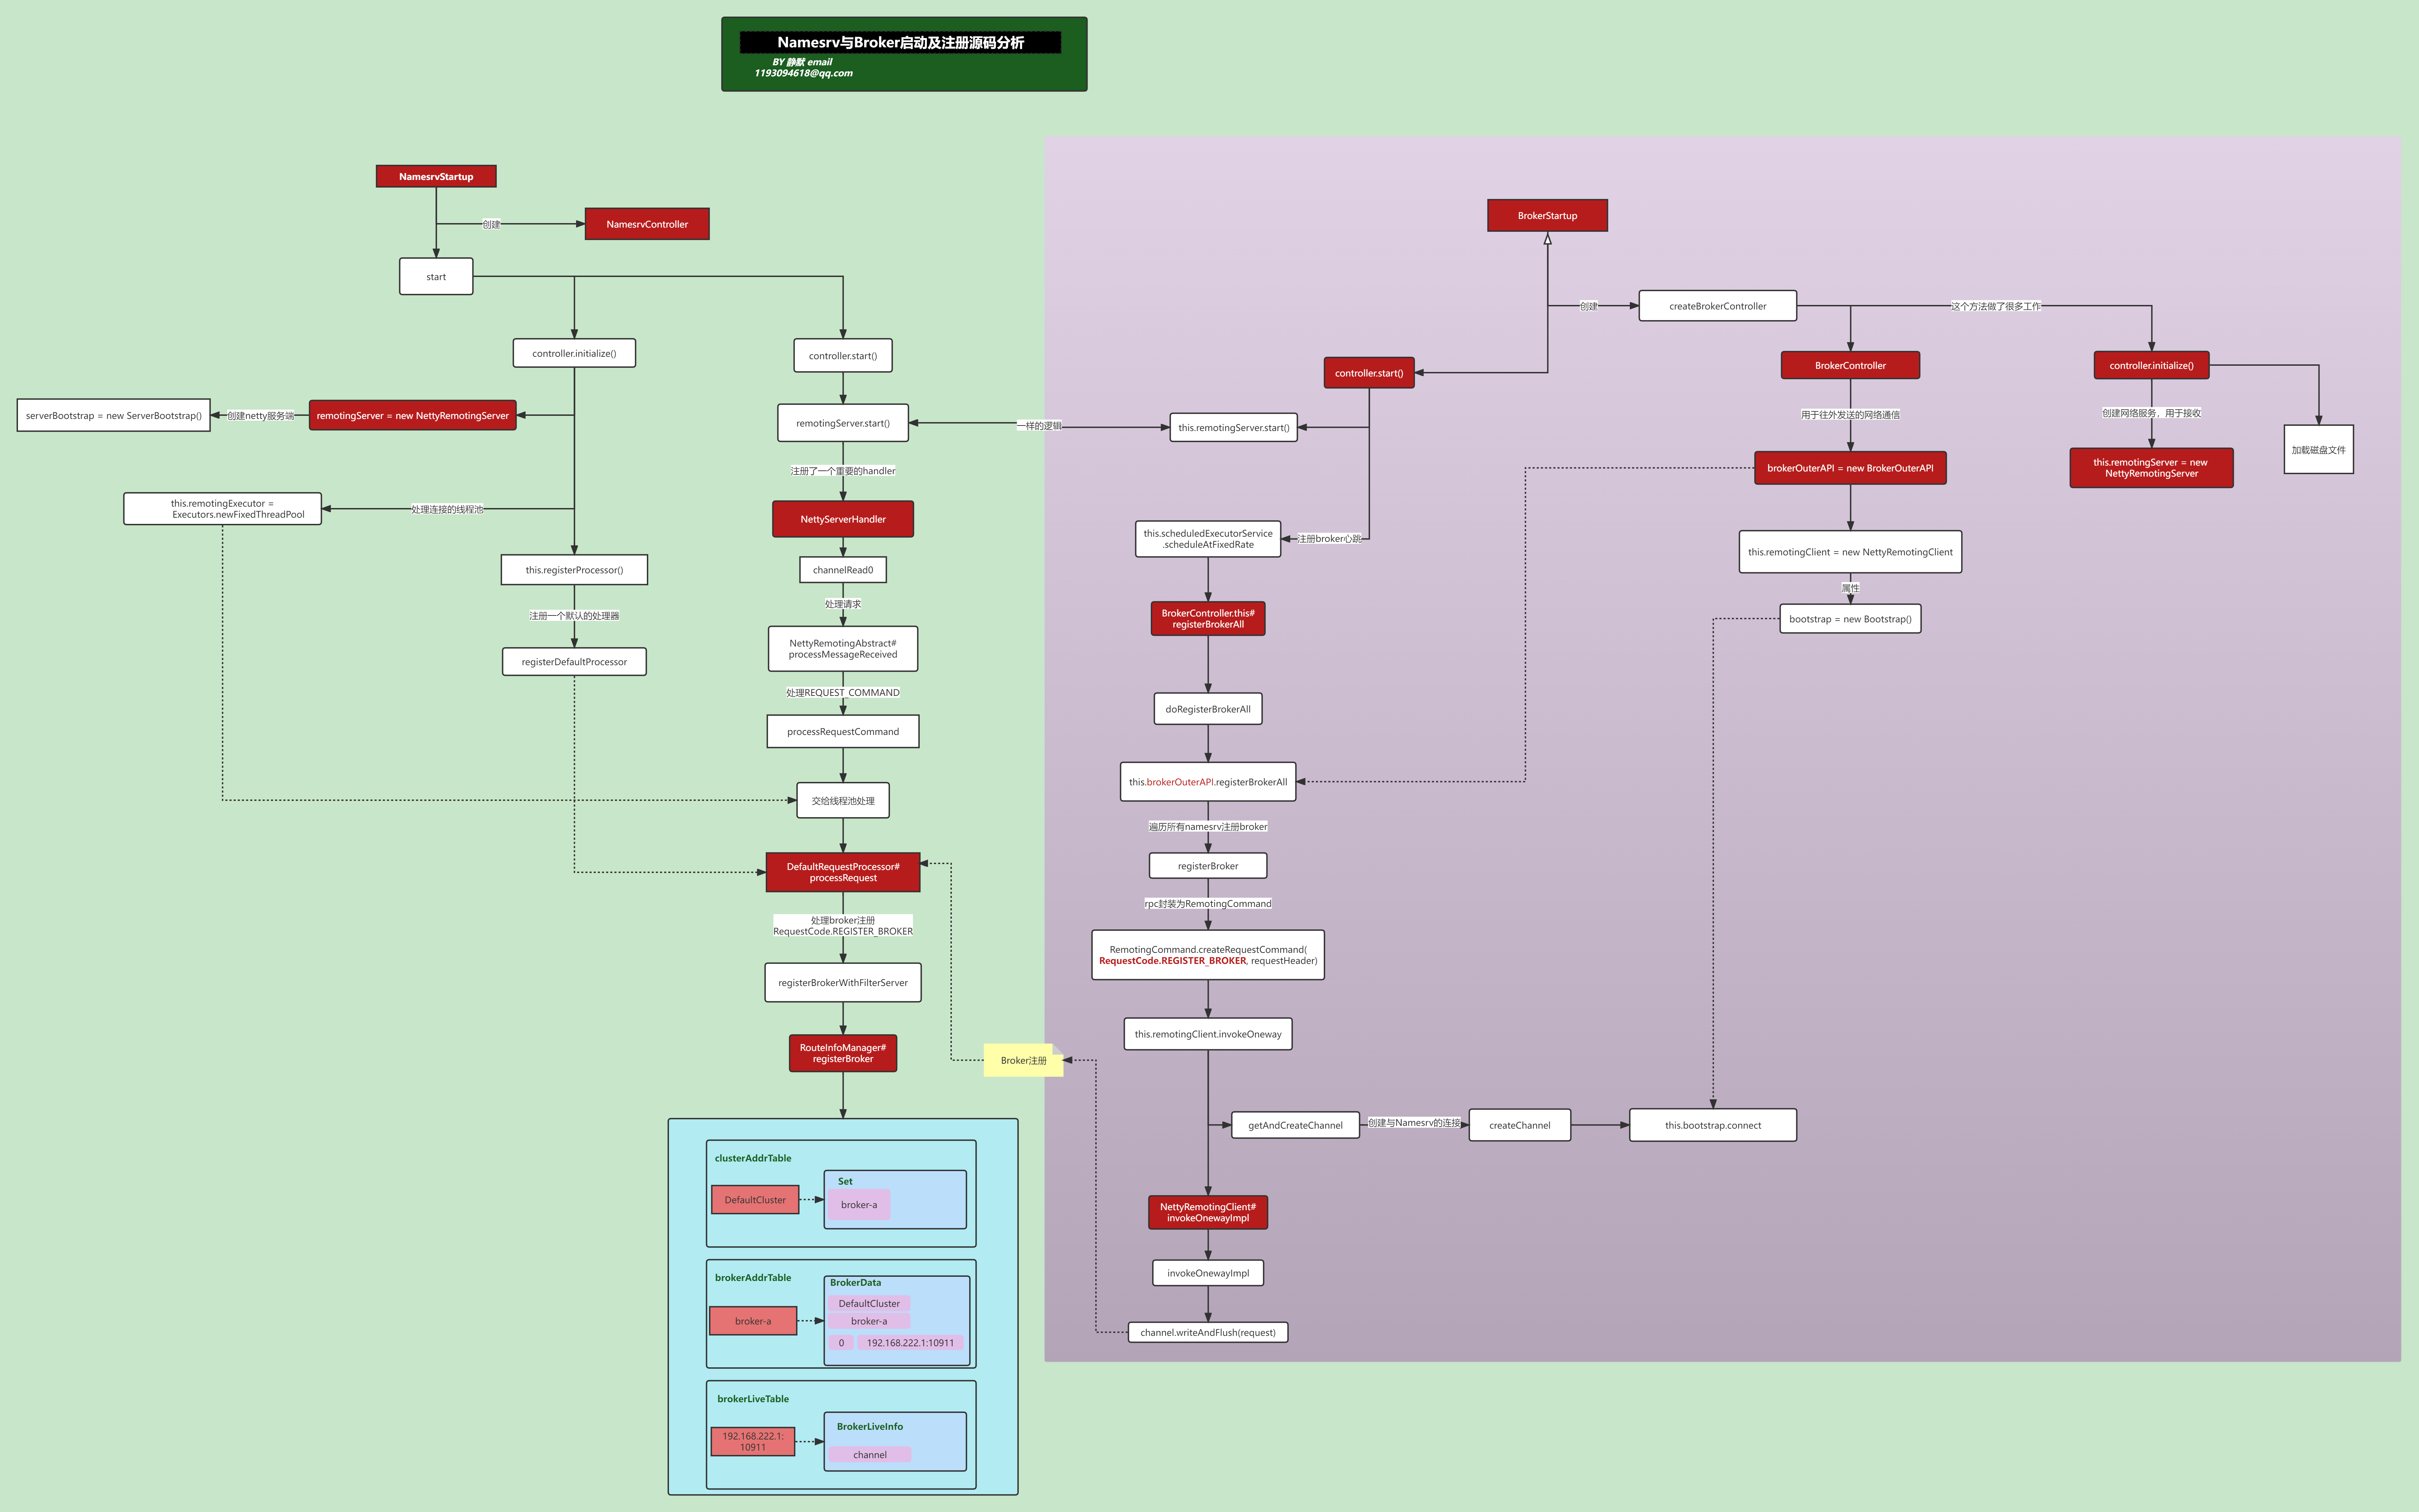 Namesrv与Broker启动及注册源码分析
BY 静默 email
1193094618@qq.com
NamesrvStartup
创建
NamesrvController
start
controller.initialize()
controller.start()
serverBootstrap = new ServerBootstrap()
创建netty服务端
remotingServer = new NettyRemotingServer
remotingServer.start()
一样的逻辑
注册了一个重要的handler
this.remotingExecutor =
Executors.newFixedThreadPool
处理连接的线程池
NettyServerHandler
this.registerProcessor()
channelRead0
注册一个默认的处理器
处理请求
registerDefaultProcessor
NettyRemotingAbstract#
processMessageReceived
处理REQUEST_COMMAND
processRequestCommand
交给线程池处理
DefaultRequestProcessor#
processRequest
处理broker注册
RequestCode.REGISTER_BROKER
registerBrokerWithFilterServer
RouteInfoManager#
registerBroker
Broker注册
clusterAddrTable
DefaultCluster
Set
broker-a
brokerAddrTable
broker-a
BrokerData
DefaultCluster
broker-a
0
192.168.222.1:10911
brokerLiveTable
192.168.222.1:
10911
BrokerLiveInfo
channel
BrokerStartup
创建
createBrokerController
这个方法做了很多工作
controller.start()
BrokerController
controller.initialize()
this.remotingServer.start()
用于往外发送的网络通信
创建网络服务，用于接收
加载磁盘文件
brokerOuterAPI = new BrokerOuterAPI
this.remotingServer = new
NettyRemotingServer
this.scheduledExecutorService
.scheduleAtFixedRate
注册broker心跳
this.remotingClient = new NettyRemotingClient
属性
bootstrap = new Bootstrap()
BrokerController.this#
registerBrokerAll
doRegisterBrokerAll
this.brokerOuterAPI.registerBrokerAll
遍历所有namesrv注册broker
registerBroker
rpc封装为RemotingCommand
RemotingCommand.createRequestCommand(
RequestCode.REGISTER_BROKER, requestHeader)
this.remotingClient.invokeOneway
getAndCreateChannel
创建与Namesrv的连接
createChannel
this.bootstrap.connect
NettyRemotingClient#
invokeOnewayImpl
invokeOnewayImpl
channel.writeAndFlush(request)